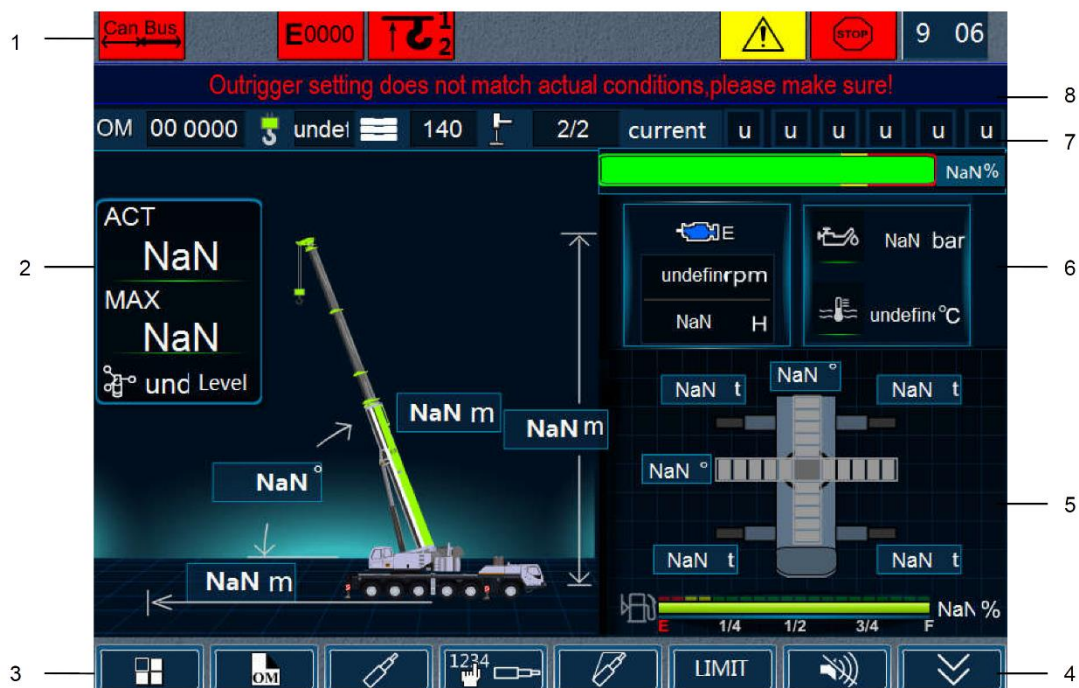 1 Can Bus E0000 1 2 STOP 9 06
Outrigger setting does not match actual conditions,please make sure! 8
OM 00 0000 undef 140 2/2 current u u u u u u 7
NaN%
ACT
NaN
MAX
NaN
und Level
2
E
undefinrpm
NaN H
NaN bar
undefine°C
6
NaN m
NaN m
NaN °
NaN m
NaN t NaN ° NaN t
NaN °
NaN t NaN t
5
E 1/4 1/2 3/4 F NaN %
3 OM 1234 LIMIT 4